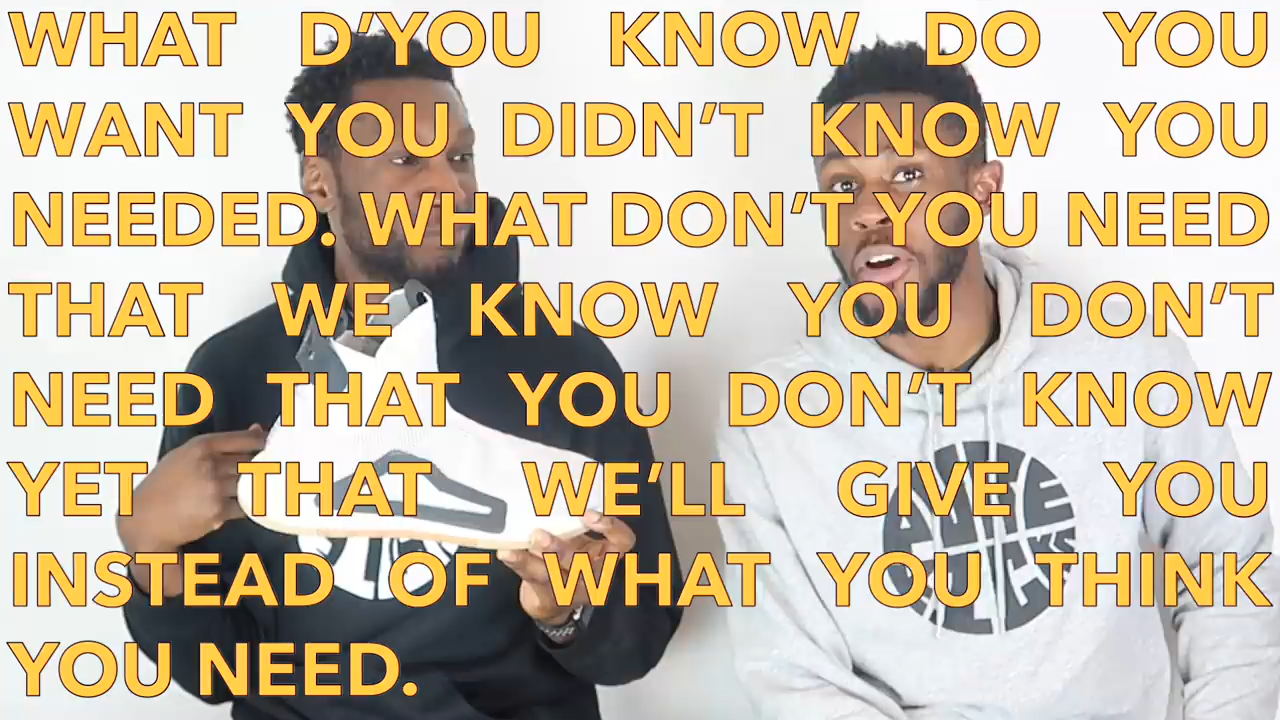 WHAT D’YOU KNOW DO YOU
WANT YOU DIDN’T KNOW YOU
NEEDED. WHAT DON’T YOU NEED
THAT WE KNOW YOU DON’T
NEED THAT YOU DON’T KNOW
YET THAT WE’LL GIVE YOU
INSTEAD OF WHAT YOU THINK
YOU NEED.